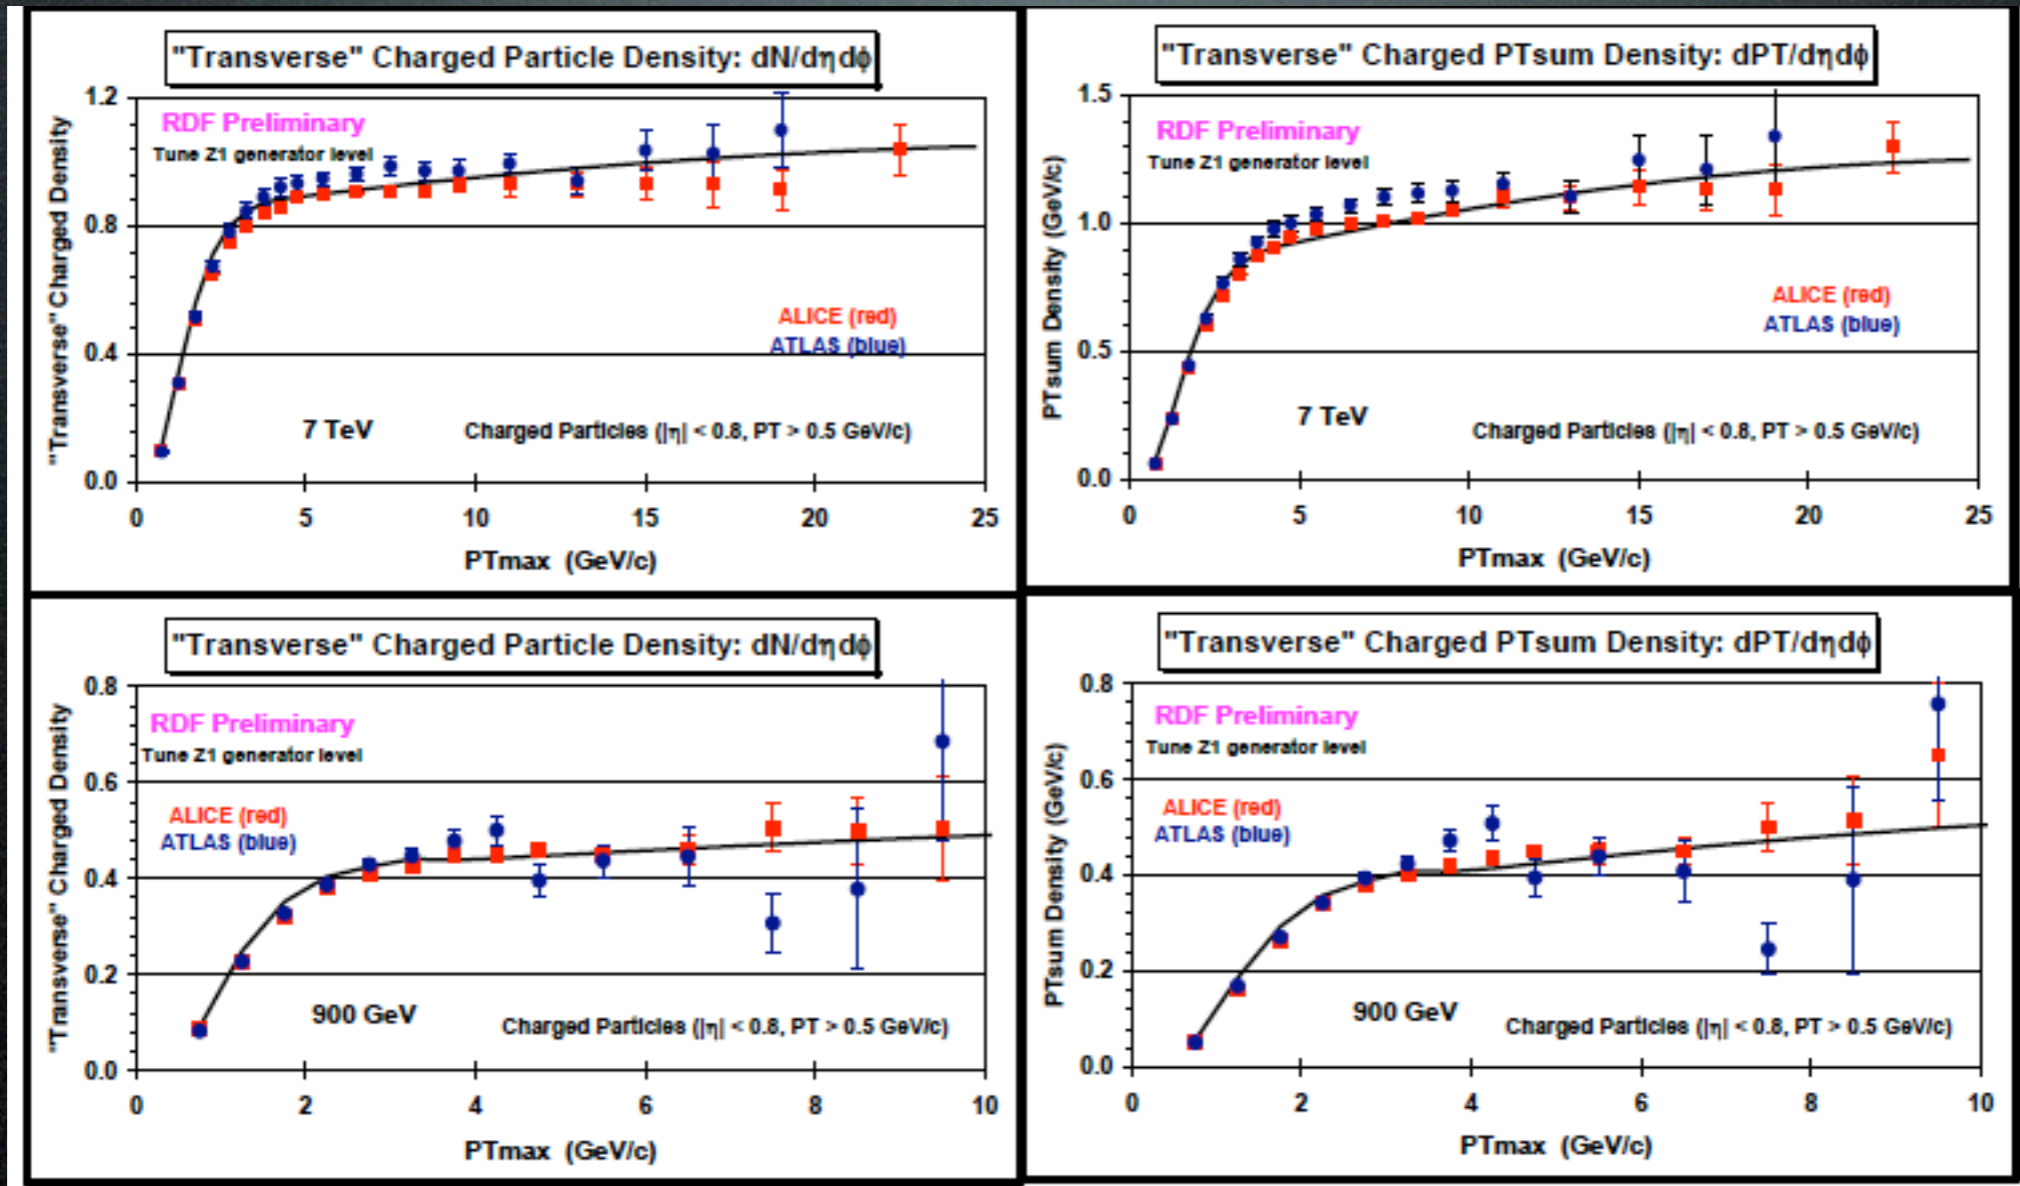 "Transverse" Charged Particle Density: dN/dηdϕ
1.2
0.8
0.4
0.0
"Transverse" Charged Density
RDF Preliminary
Tune Z1 generator level
ALICE (red)
ATLAS (blue)
7 TeV
Charged Particles (|η| < 0.8, PT > 0.5 GeV/c)
0 5 10 15 20 25
PTmax (GeV/c)
"Transverse" Charged PTsum Density: dPT/dηdϕ
1.5
1.0
0.5
0.0
PTsum Density (GeV/c)
RDF Preliminary
Tune Z1 generator level
ALICE (red)
ATLAS (blue)
7 TeV
Charged Particles (|η| < 0.8, PT > 0.5 GeV/c)
0 5 10 15 20 25
PTmax (GeV/c)
"Transverse" Charged Particle Density: dN/dηdϕ
0.8
0.6
0.4
0.2
0.0
"Transverse" Charged Density
RDF Preliminary
Tune Z1 generator level
ALICE (red)
ATLAS (blue)
900 GeV
Charged Particles (|η| < 0.8, PT > 0.5 GeV/c)
0 2 4 6 8 10
PTmax (GeV/c)
"Transverse" Charged PTsum Density: dPT/dηdϕ
0.8
0.6
0.4
0.2
0.0
PTsum Density (GeV/c)
RDF Preliminary
Tune Z1 generator level
ALICE (red)
ATLAS (blue)
900 GeV
Charged Particles (|η| < 0.8, PT > 0.5 GeV/c)
0 2 4 6 8 10
PTmax (GeV/c)